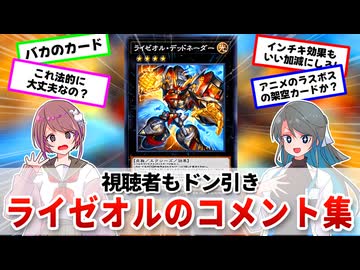 バカのカード
これ法的に
大丈夫なの？
ライゼオル・デッドネーダー
光
インチキ効果も
いい加減にしろ！
アニメのラスボス
の架空カードか？
視聴者もドン引き
ライゼオルのコメント集